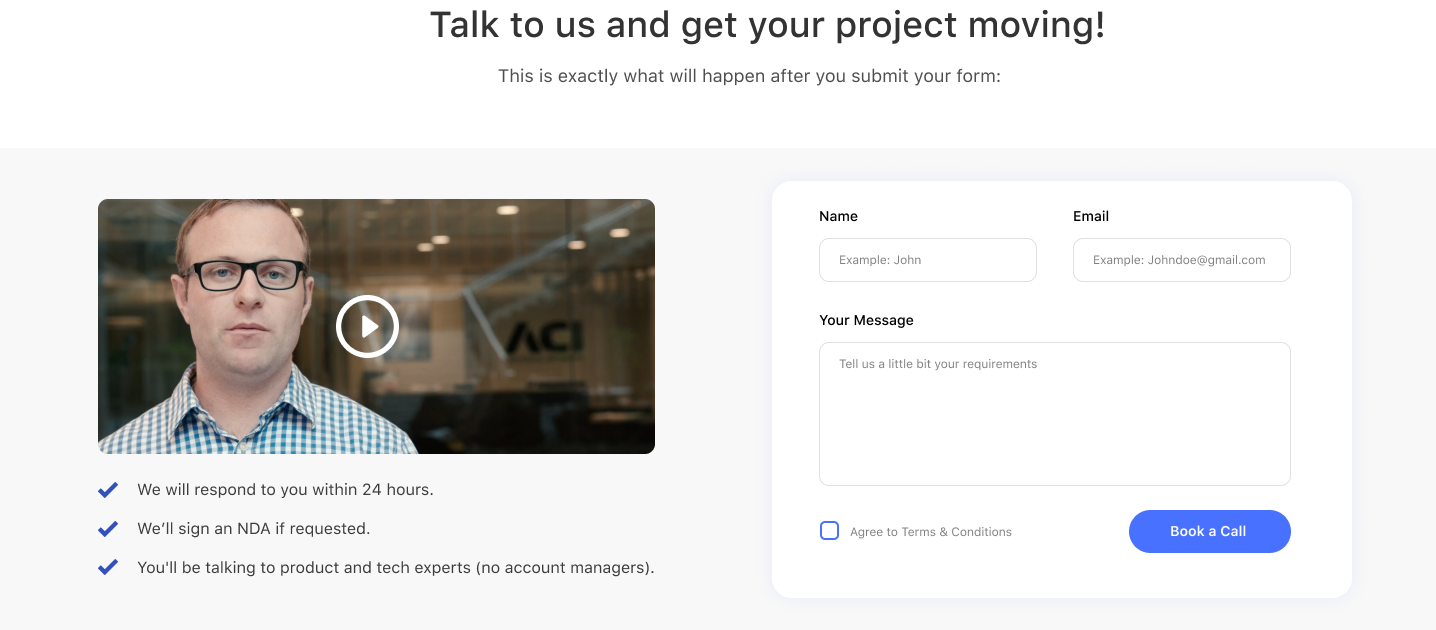 Talk to us and get your project moving!
This is exactly what will happen after you submit your form:
ACI
We will respond to you within 24 hours.
We’ll sign an NDA if requested.
You'll be talking to product and tech experts (no account managers).
Name
Email
Example: John
Example: Johndoe@gmail.com
Your Message
Tell us a little bit your requirements
Agree to Terms & Conditions
Book a Call